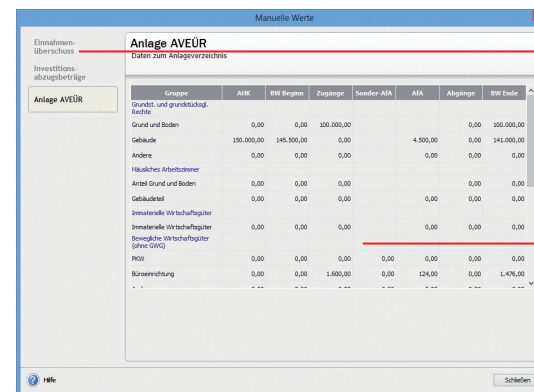 Manuelle Werte
Einnahmen-
überschuss
Investitions-
abzugsbeträge
Anlage AVEÜR
Anlage AVEÜR
Daten zum Anlageverzeichnis
Gruppe AHK BW Beginn Zugänge Sonder-AfA AfA Abgänge BW Ende
Grundst. und grundstücksgl.
Rechte
Grund und Boden 0,00 0,00 100.000,00 0,00 100.000,00
Gebäude 150.000,00 145.500,00 0,00 4.500,00 0,00 141.000,00
Andere 0,00 0,00 0,00 0,00 0,00 0,00
Häusliches Arbeitszimmer
Anteil Grund und Boden 0,00 0,00 0,00 0,00 0,00
Gebäudeteil 0,00 0,00 0,00 0,00 0,00 0,00
Immaterielle Wirtschaftsgüter
Immaterielle Wirtschaftsgüter 0,00 0,00 0,00 0,00 0,00 0,00
Bewegliche Wirtschaftsgüter
(ohne GWG)
PKW 0,00 0,00 0,00 0,00 0,00 0,00 0,00
Büroeinrichtung 0,00 0,00 1.600,00 0,00 124,00 0,00 1.476,00
Hilfe
Schließen